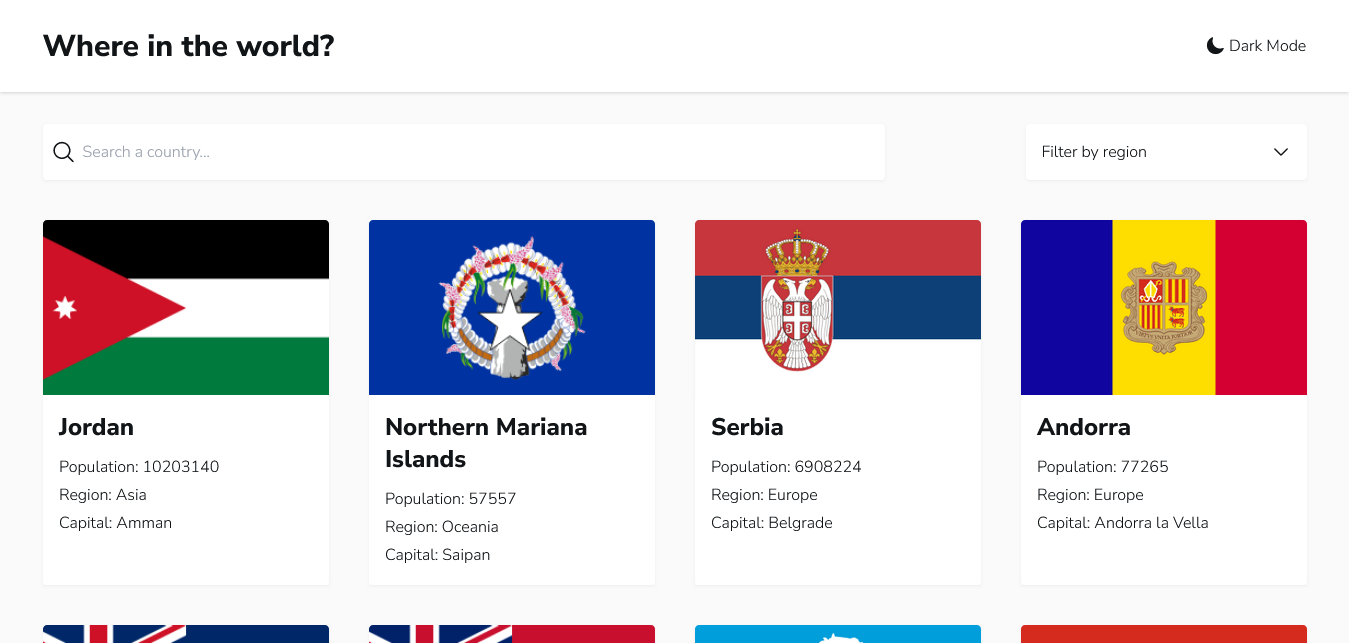 Where in the world?
Dark Mode
Search a country...
Filter by region
Jordan
Population: 10203140
Region: Asia
Capital: Amman
Northern Mariana
Islands
Population: 57557
Region: Oceania
Capital: Saipan
Serbia
Population: 6908224
Region: Europe
Capital: Belgrade
Andorra
Population: 77265
Region: Europe
Capital: Andorra la Vella